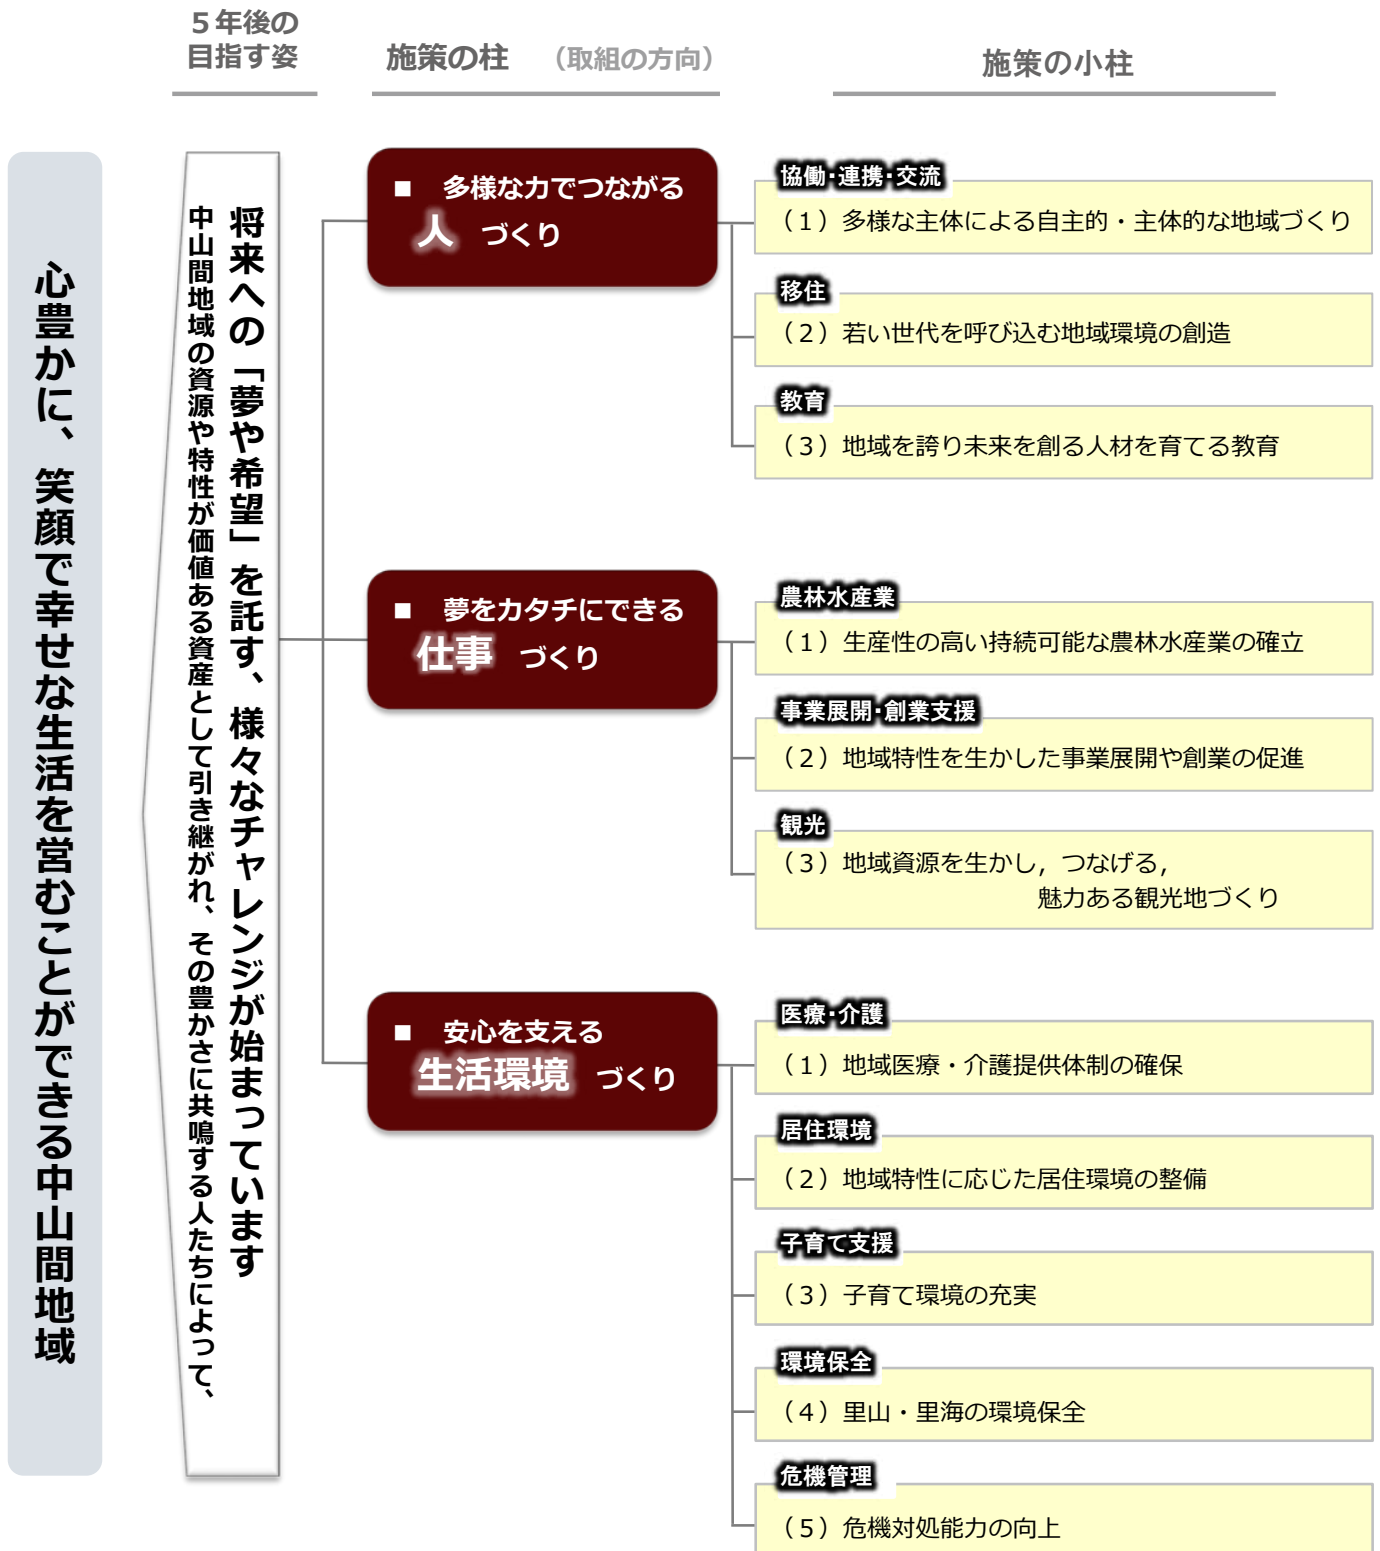 ５年後の
目指す姿
施策の柱 （取組の方向）
施策の小柱
心豊かに、笑顔で幸せな生活を営むことができる中山間地域
将来への「夢や希望」を託す、様々なチャレンジが始まっています
中山間地域の資源や特性が価値ある資産として引き継がれ、その豊かさに共鳴する人たちによって、
■ 多様な力でつながる
人 づくり
協働・連携・交流
（１）多様な主体による自主的・主体的な地域づくり
移住
（２）若い世代を呼び込む地域環境の創造
教育
（３）地域を誇り未来を創る人材を育てる教育
■ 夢をカタチにできる
仕事 づくり
農林水産業
（１）生産性の高い持続可能な農林水産業の確立
事業展開・創業支援
（２）地域特性を生かした事業展開や創業の促進
観光
（３）地域資源を生かし，つなげる，
魅力ある観光地づくり
■ 安心を支える
生活環境 づくり
医療・介護
（１）地域医療・介護提供体制の確保
居住環境
（２）地域特性に応じた居住環境の整備
子育て支援
（３）子育て環境の充実
環境保全
（４）里山・里海の環境保全
危機管理
（５）危機対処能力の向上